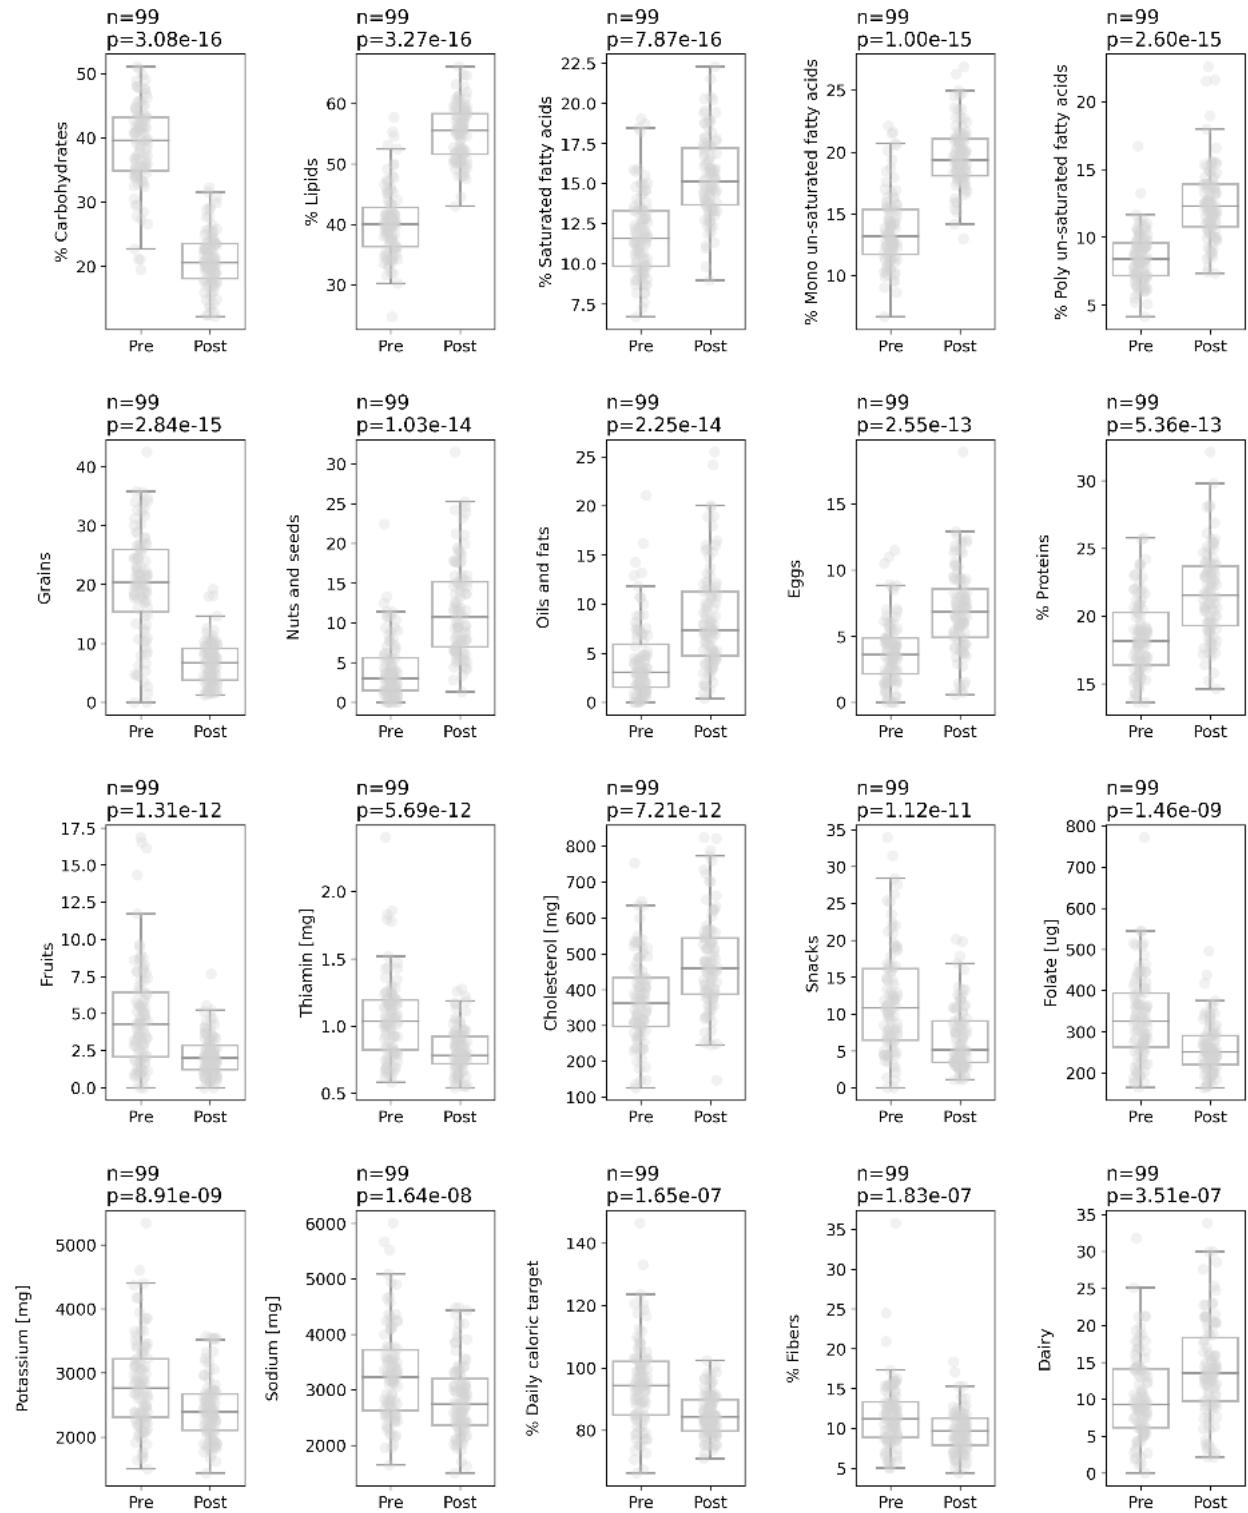 n=99
p=3.08e-16
% Carbohydrates
50
40
30
20
Pre Post
n=99
p=3.27e-16
% Lipids
60
50
40
30
Pre Post
n=99
p=7.87e-16
% Saturated fatty acids
22.5
20.0
17.5
15.0
12.5
10.0
7.5
Pre Post
n=99
p=1.00e-15
% Mono un-saturated fatty acids
25
20
15
10
Pre Post
n=99
p=2.60e-15
% Poly un-saturated fatty acids
20
15
10
5
Pre Post
n=99
p=2.84e-15
Grains
40
30
20
10
0
Pre Post
n=99
p=1.03e-14
Nuts and seeds
30
25
20
15
10
5
0
Pre Post
n=99
p=2.25e-14
Oils and fats
25
20
15
10
5
0
Pre Post
n=99
p=2.55e-13
Eggs
15
10
5
0
Pre Post
n=99
p=5.36e-13
% Proteins
30
25
20
15
Pre Post
n=99
p=1.31e-12
Fruits
17.5
15.0
12.5
10.0
7.5
5.0
2.5
0.0
Pre Post
n=99
p=5.69e-12
Thiamin [mg]
2.0
1.5
1.0
0.5
Pre Post
n=99
p=7.21e-12
Cholesterol [mg]
800
700
600
500
400
300
200
100
Pre Post
n=99
p=1.12e-11
Snacks
35
30
25
20
15
10
5
0
Pre Post
n=99
p=1.46e-09
Folate [ug]
800
700
600
500
400
300
200
Pre Post
n=99
p=8.91e-09
Potassium [mg]
5000
4000
3000
2000
Pre Post
n=99
p=1.64e-08
Sodium [mg]
6000
5000
4000
3000
2000
Pre Post
n=99
p=1.65e-07
% Daily caloric target
140
120
100
80
Pre Post
n=99
p=1.83e-07
% Fibers
35
30
25
20
15
10
5
Pre Post
n=99
p=3.51e-07
Dairy
35
30
25
20
15
10
5
0
Pre Post